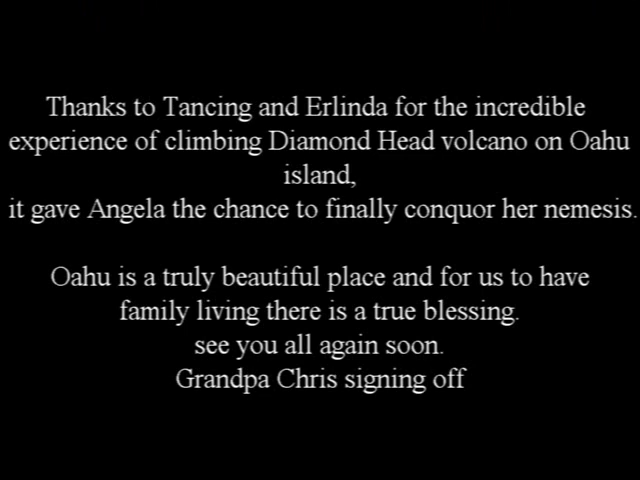 Thanks to Tancing and Erlinda for the incredible
experience of climbing Diamond Head volcano on Oahu
island,
it gave Angela the chance to finally conquor her nemesis.
Oahu is a truly beautiful place and for us to have
family living there is a true blessing.
see you all again soon.
Grandpa Chris signing off